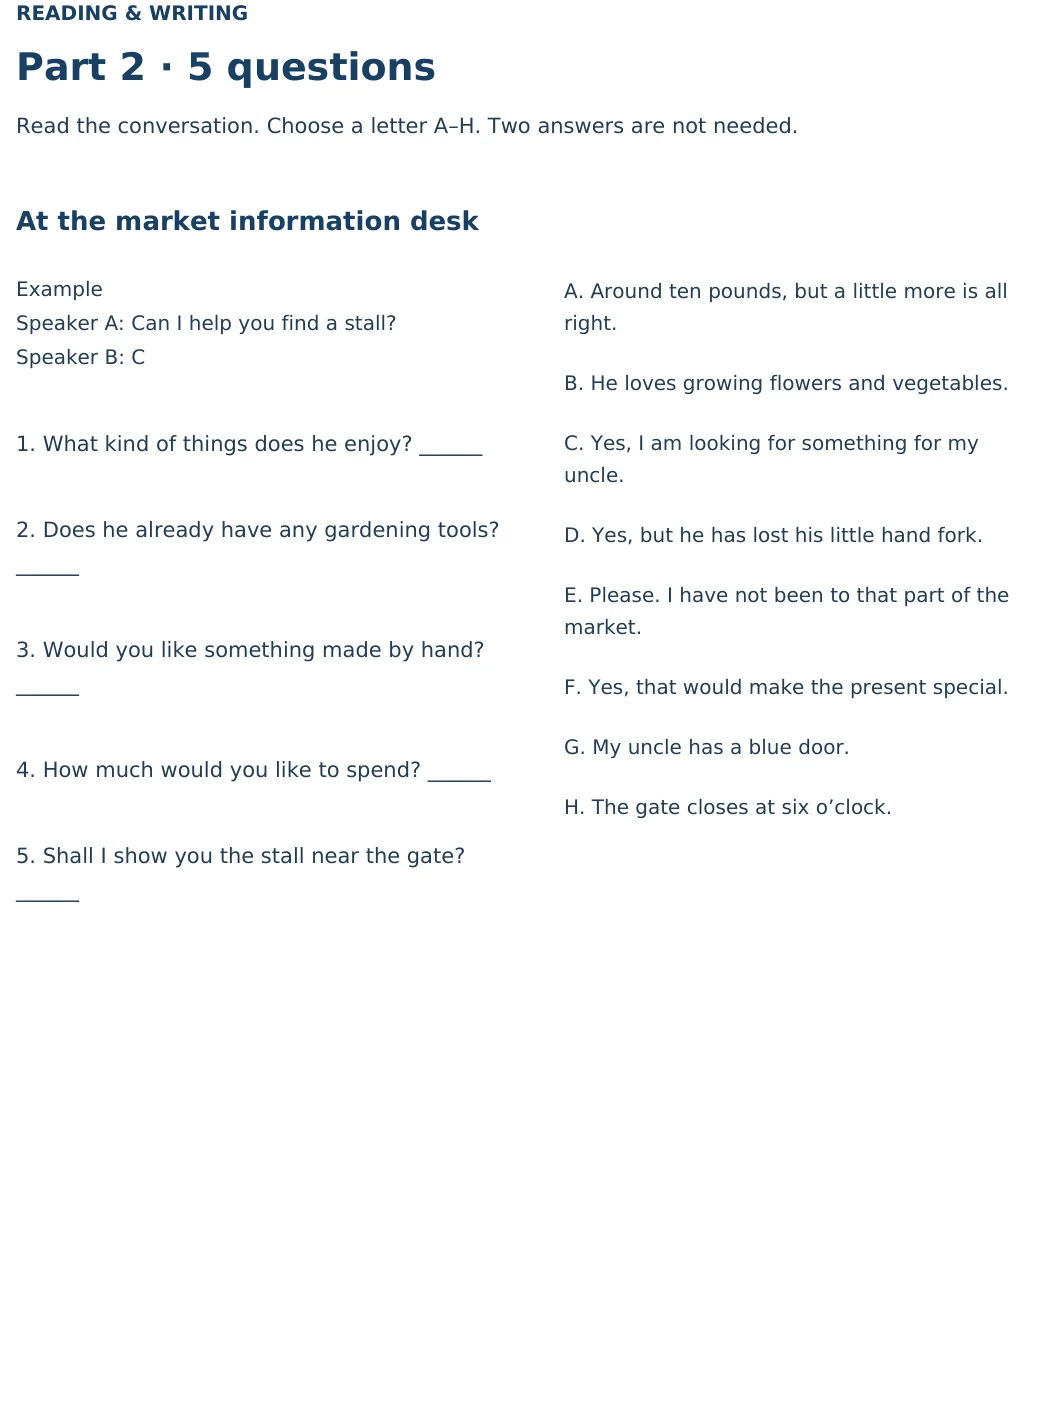 READING & WRITING
Part 2 · 5 questions
Read the conversation. Choose a letter A–H. Two answers are not needed.
At the market information desk
Example
Speaker A: Can I help you find a stall?
Speaker B: C
1. What kind of things does he enjoy? ______
2. Does he already have any gardening tools?
______
3. Would you like something made by hand?
______
4. How much would you like to spend? ______
5. Shall I show you the stall near the gate?
______
A. Around ten pounds, but a little more is all
right.
B. He loves growing flowers and vegetables.
C. Yes, I am looking for something for my
uncle.
D. Yes, but he has lost his little hand fork.
E. Please. I have not been to that part of the
market.
F. Yes, that would make the present special.
G. My uncle has a blue door.
H. The gate closes at six o’clock.